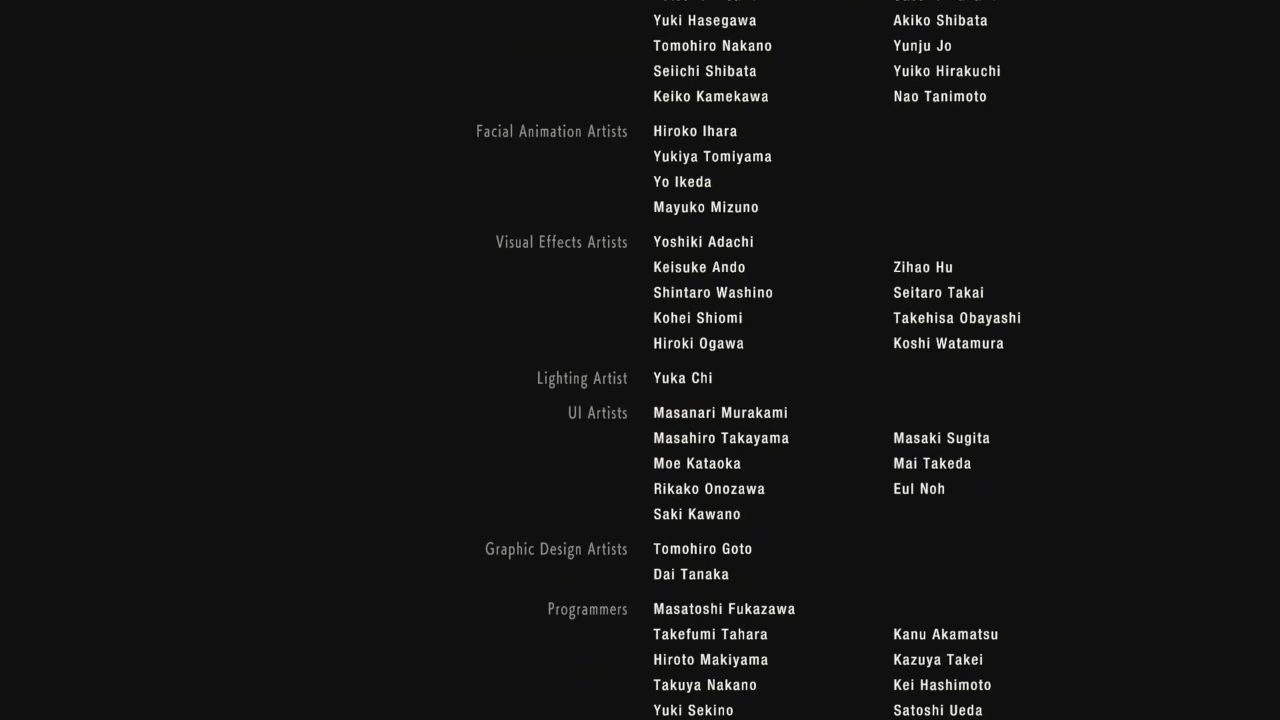 Yuki Hasegawa Akiko Shibata
Tomohiro Nakano Yunju Jo
Seiichi Shibata Yuiko Hirakuchi
Keiko Kamekawa Nao Tanimoto
Facial Animation Artists Hiroko Ihara
Yukiya Tomiyama
Yo Ikeda
Mayuko Mizuno
Visual Effects Artists Yoshiki Adachi
Keisuke Ando Zihao Hu
Shintaro Washino Seitaro Takai
Kohei Shiomi Takehisa Obayashi
Hiroki Ogawa Koshi Watamura
Lighting Artist Yuka Chi
UI Artists Masanari Murakami
Masahiro Takayama Masaki Sugita
Moe Kataoka Mai Takeda
Rikako Onozawa Eul Noh
Saki Kawano
Graphic Design Artists Tomohiro Goto
Dai Tanaka
Programmers Masatoshi Fukazawa
Takefumi Tahara Kanu Akamatsu
Hiroto Makiyama Kazuya Takei
Takuya Nakano Kei Hashimoto
Yuki Sekino Satoshi Ueda